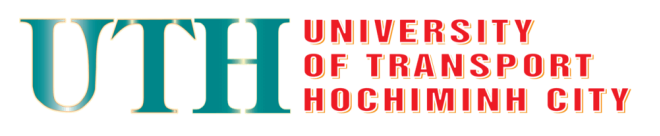 UTH
UNIVERSITY
OF TRANSPORT
HOCHIMINH CITY